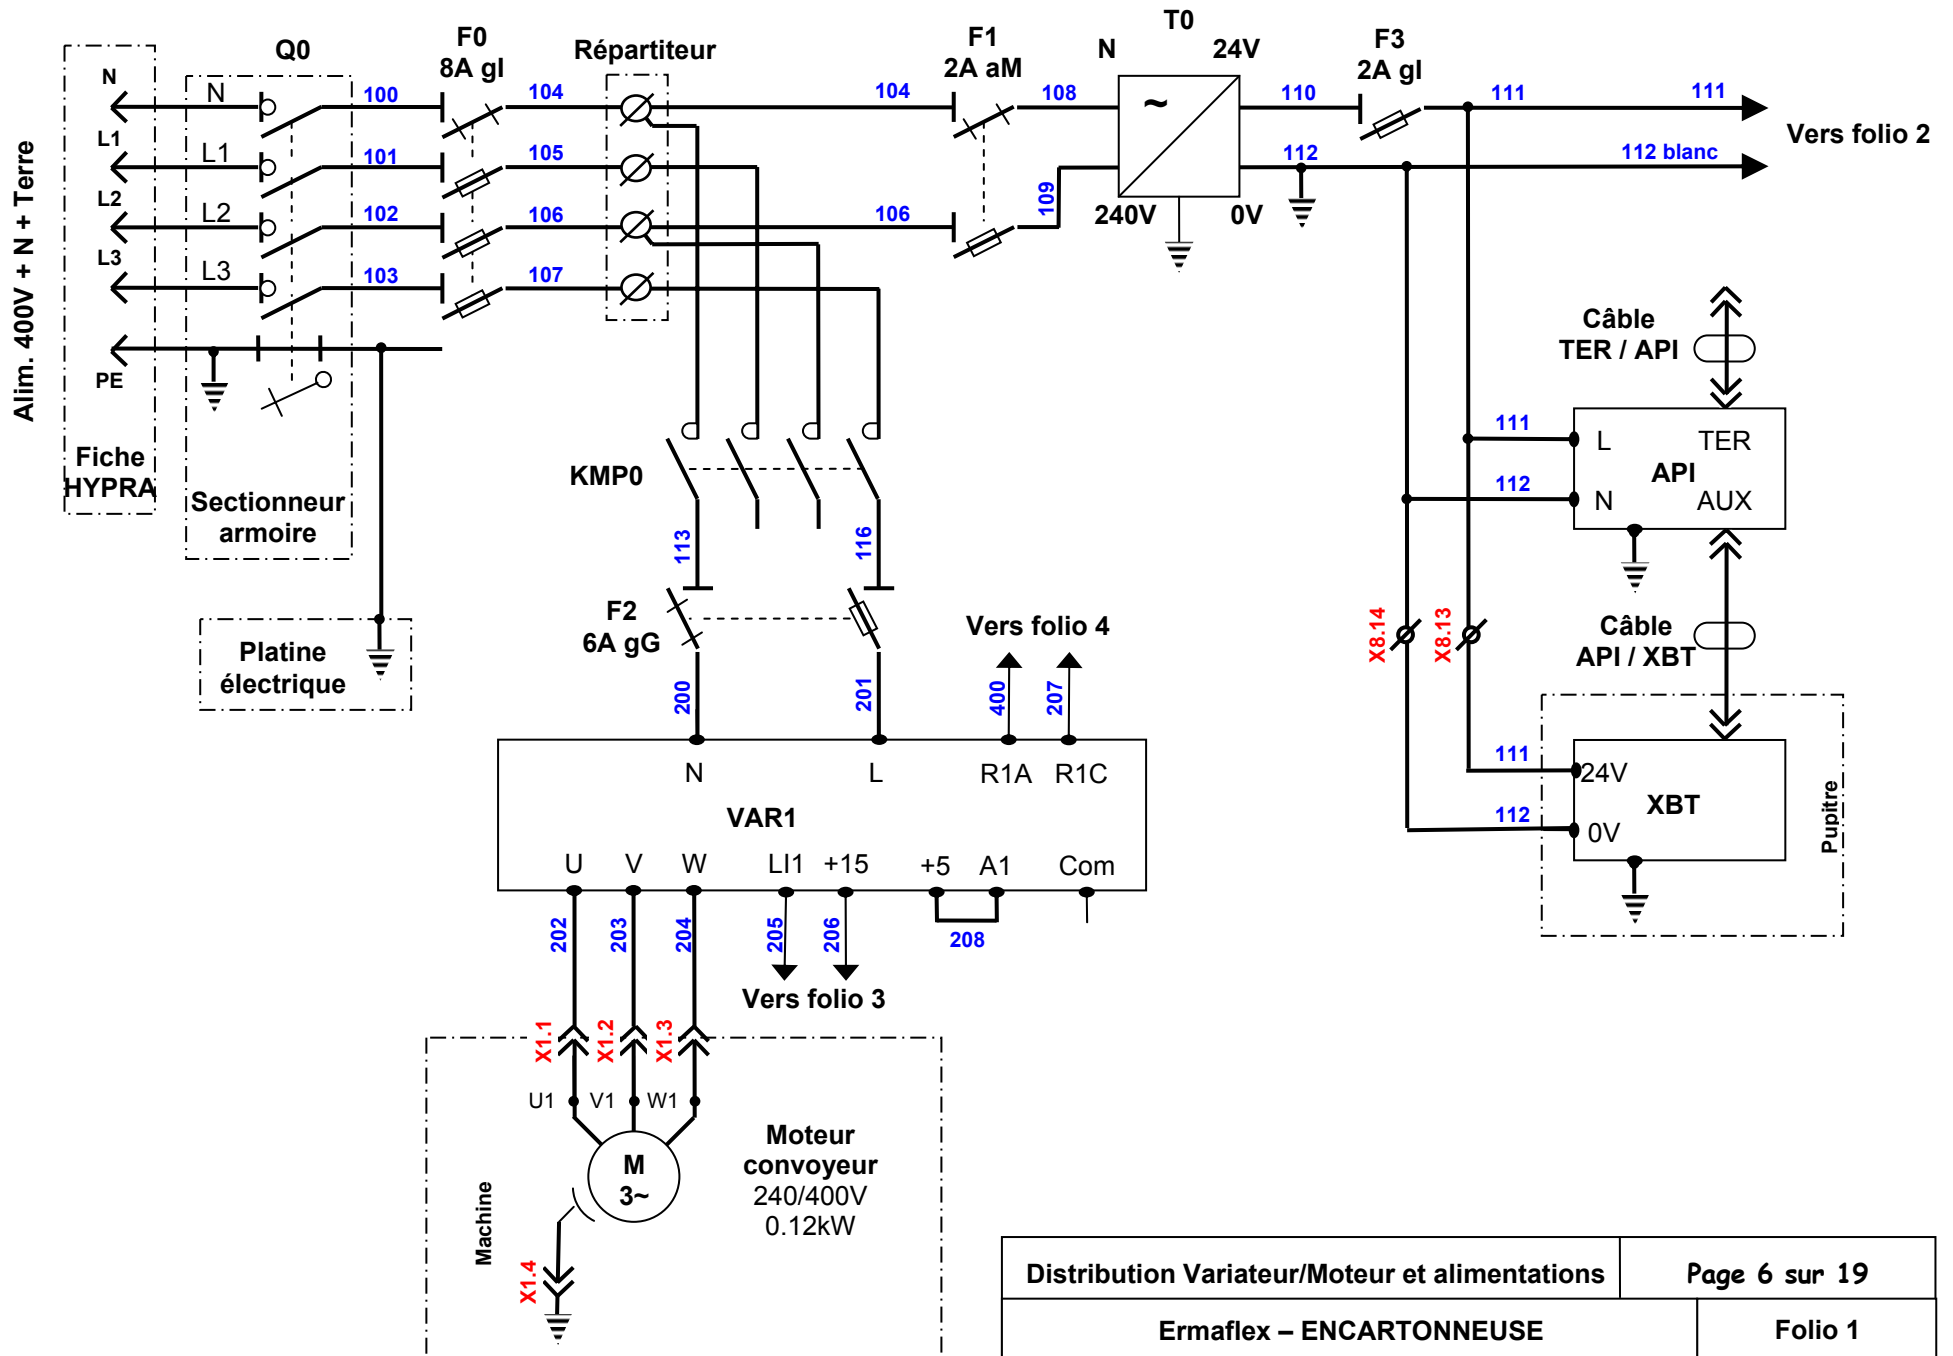 Alim. 400V + N + Terre
N
L1
L2
L3
PE
Fiche
HYPRA
Q0
N
L1
L2
L3
Sectionneur
armoire
100
101
102
103
F0
8A gI
104
105
106
107
Répartiteur
104
106
F1
2A aM
108
109
T0
N
24V
~
240V
0V
110
112
F3
2A gI
111
111
112 blanc
Vers folio 2
Platine
électrique
KMP0
113
116
F2
6A gG
200
201
Vers folio 4
400
207
N
L
R1A
R1C
VAR1
U
V
W
LI1
+15
+5
A1
Com
202
203
204
205
206
208
Vers folio 3
X1.1
X1.2
X1.3
U1
V1
W1
M
3~
Moteur
convoyeur
240/400V
0.12kW
Machine
X1.4
Câble
TER / API
111
112
L
TER
API
N
AUX
X8.14
X8.13
Câble
API / XBT
111
112
24V
XBT
0V
Pupitre
Distribution Variateur/Moteur et alimentations
Page 6 sur 19
Ermaflex – ENCARTONNEUSE
Folio 1